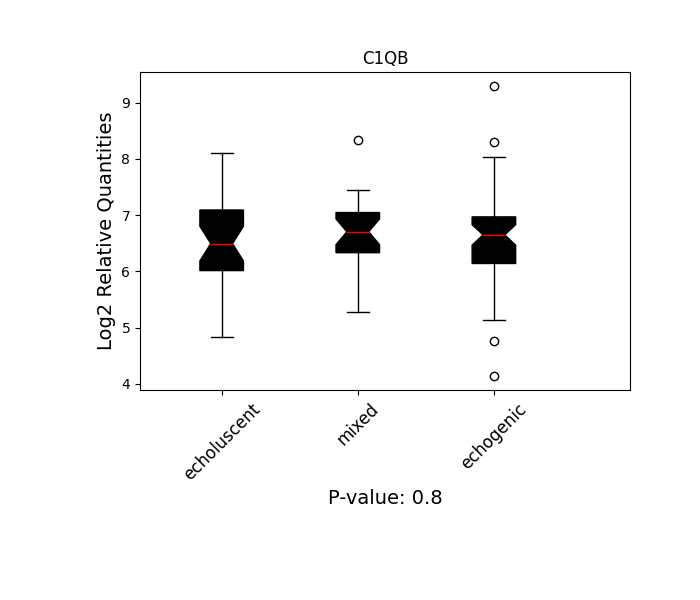 C1QB
Log2 Relative Quantities
9
8
7
6
5
4
echoluscent
mixed
echogenic
P-value: 0.8